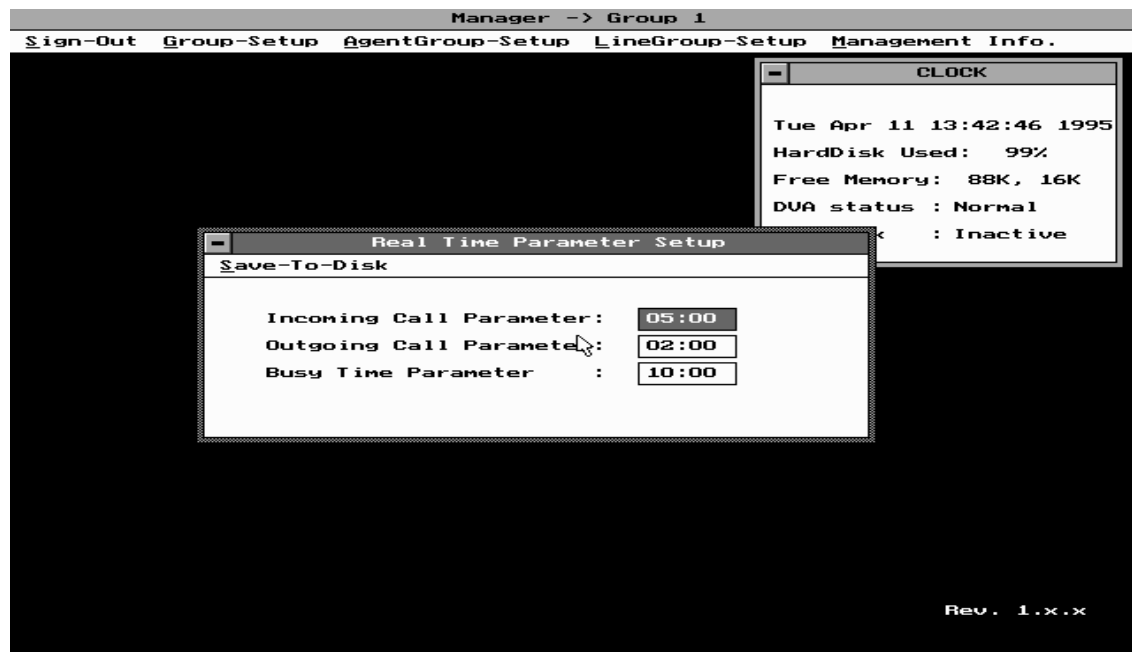 Manager -> Group 1
Sign-Out Group-Setup AgentGroup-Setup LineGroup-Setup Management Info.
CLOCK
Tue Apr 11 13:42:46 1995
HardDisk Used: 99%
Free Memory: 88K, 16K
DVA status : Normal
: Inactive
Real Time Parameter Setup
Save-To-Disk
Incoming Call Parameter: 05:00
Outgoing Call Parameter: 02:00
Busy Time Parameter : 10:00
Rev. 1.x.x